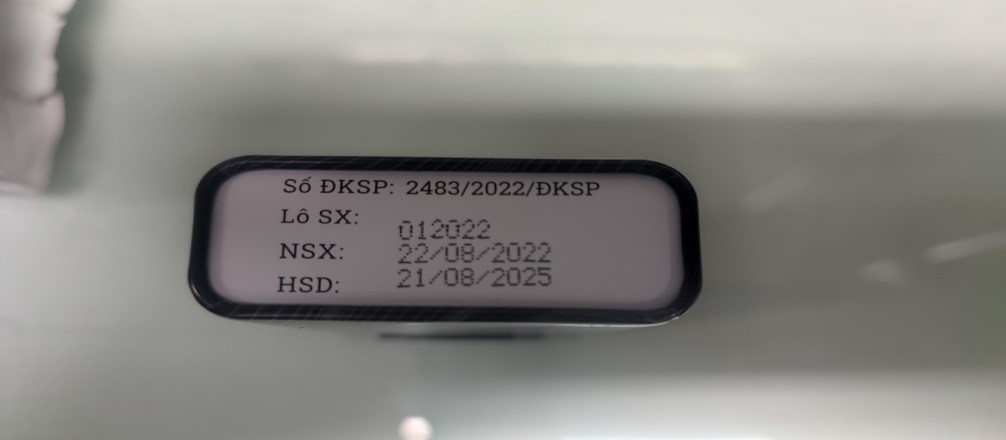 Số ĐKSP: 2483/2022/ĐKSP
Lô SX: 012022
NSX: 22/08/2022
HSD: 21/08/2025